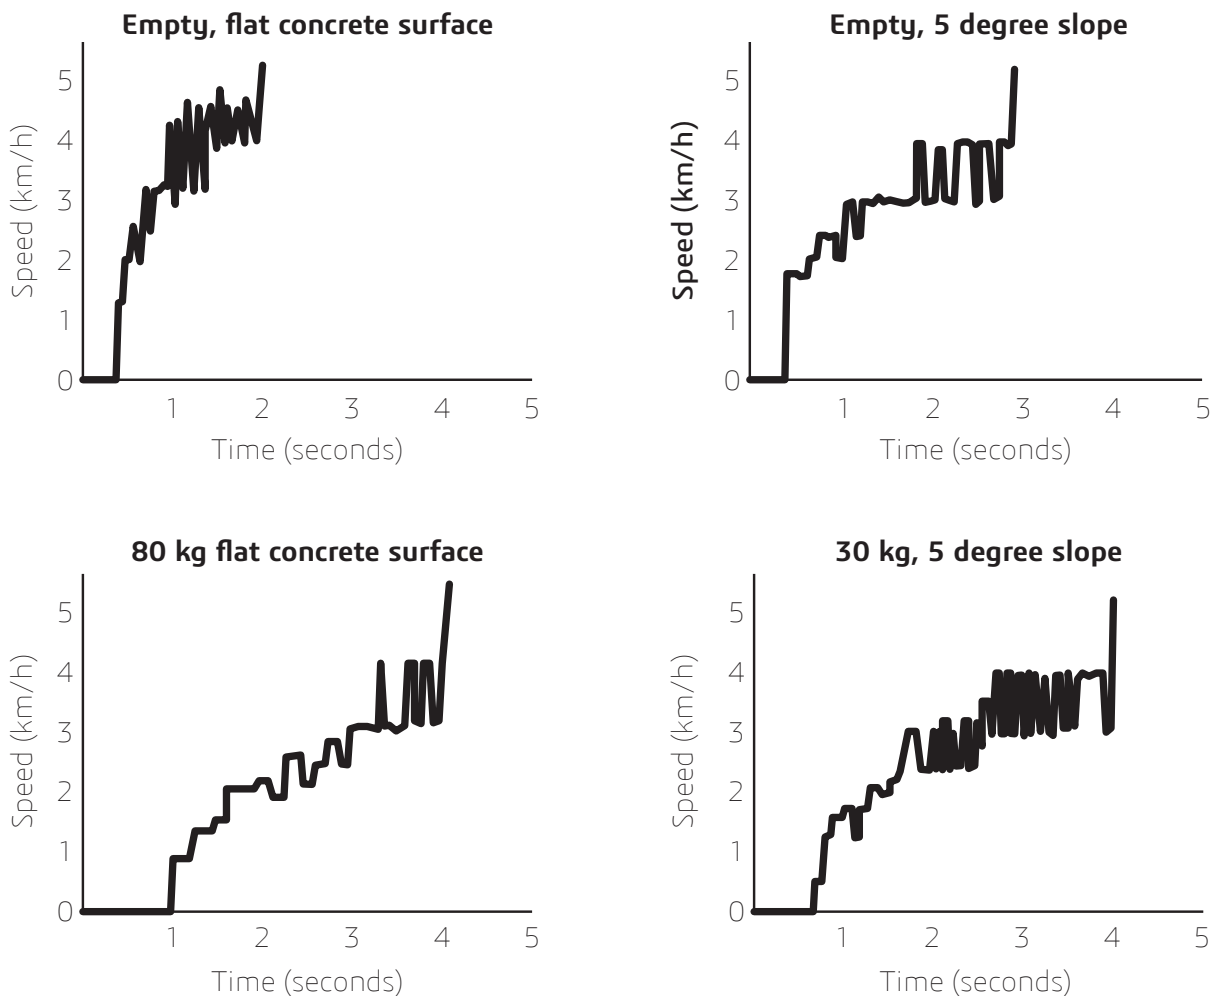 Empty, flat concrete surface
Speed (km/h)
5
4
3
2
1
0
1 2 3 4 5
Time (seconds)
Empty, 5 degree slope
Speed (km/h)
5
4
3
2
1
0
1 2 3 4 5
Time (seconds)
80 kg flat concrete surface
Speed (km/h)
5
4
3
2
1
0
1 2 3 4 5
Time (seconds)
30 kg, 5 degree slope
Speed (km/h)
5
4
3
2
1
0
1 2 3 4 5
Time (seconds)